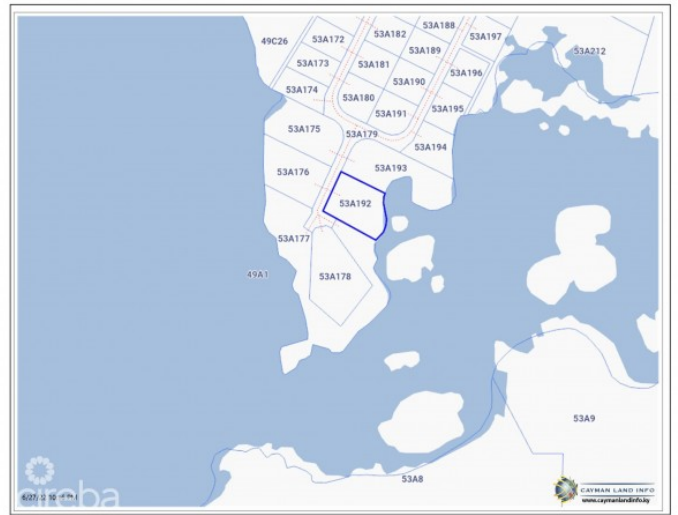 53A188
53A197
53A182
53A172
49C26
53A189
53A212
53A173
53A181
53A196
53A190
53A174
53A180
53A195
53A191
53A175
53A179
53A194
53A193
53A176
53A192
53A177
49A1
53A178
53A9
53A8
CAYMAN LAND INFO
www.caymanlandinfo.ky
cireba